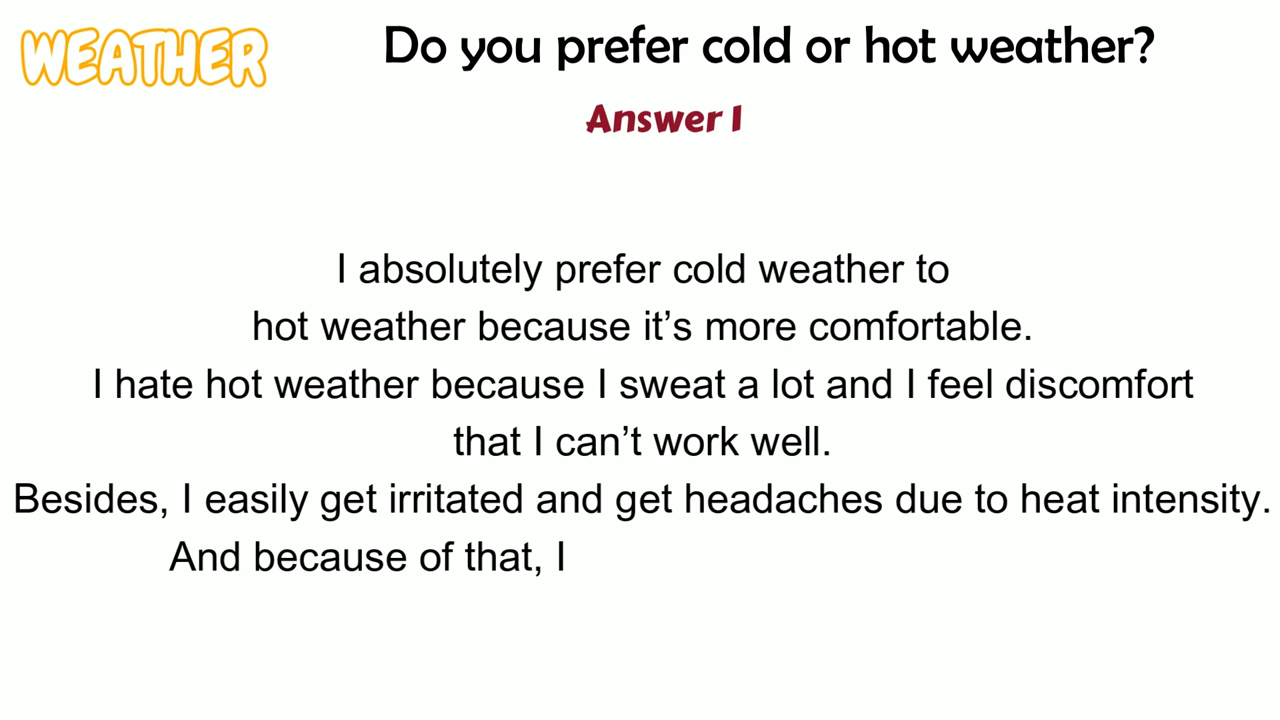 WEATHER
Do you prefer cold or hot weather?
Answer 1
I absolutely prefer cold weather to
hot weather because it’s more comfortable.
I hate hot weather because I sweat a lot and I feel discomfort
that I can’t work well.
Besides, I easily get irritated and get headaches due to heat intensity.
And because of that, I